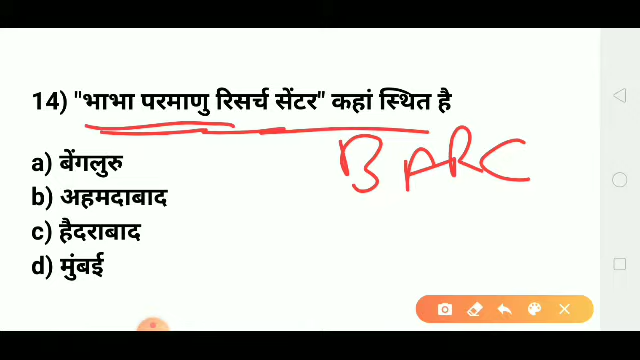 14) "भाभा परमाणु रिसर्च सेंटर" कहां स्थित है
BARC
a) बेंगलुरु
b) अहमदाबाद
c) हैदराबाद
d) मुंबई